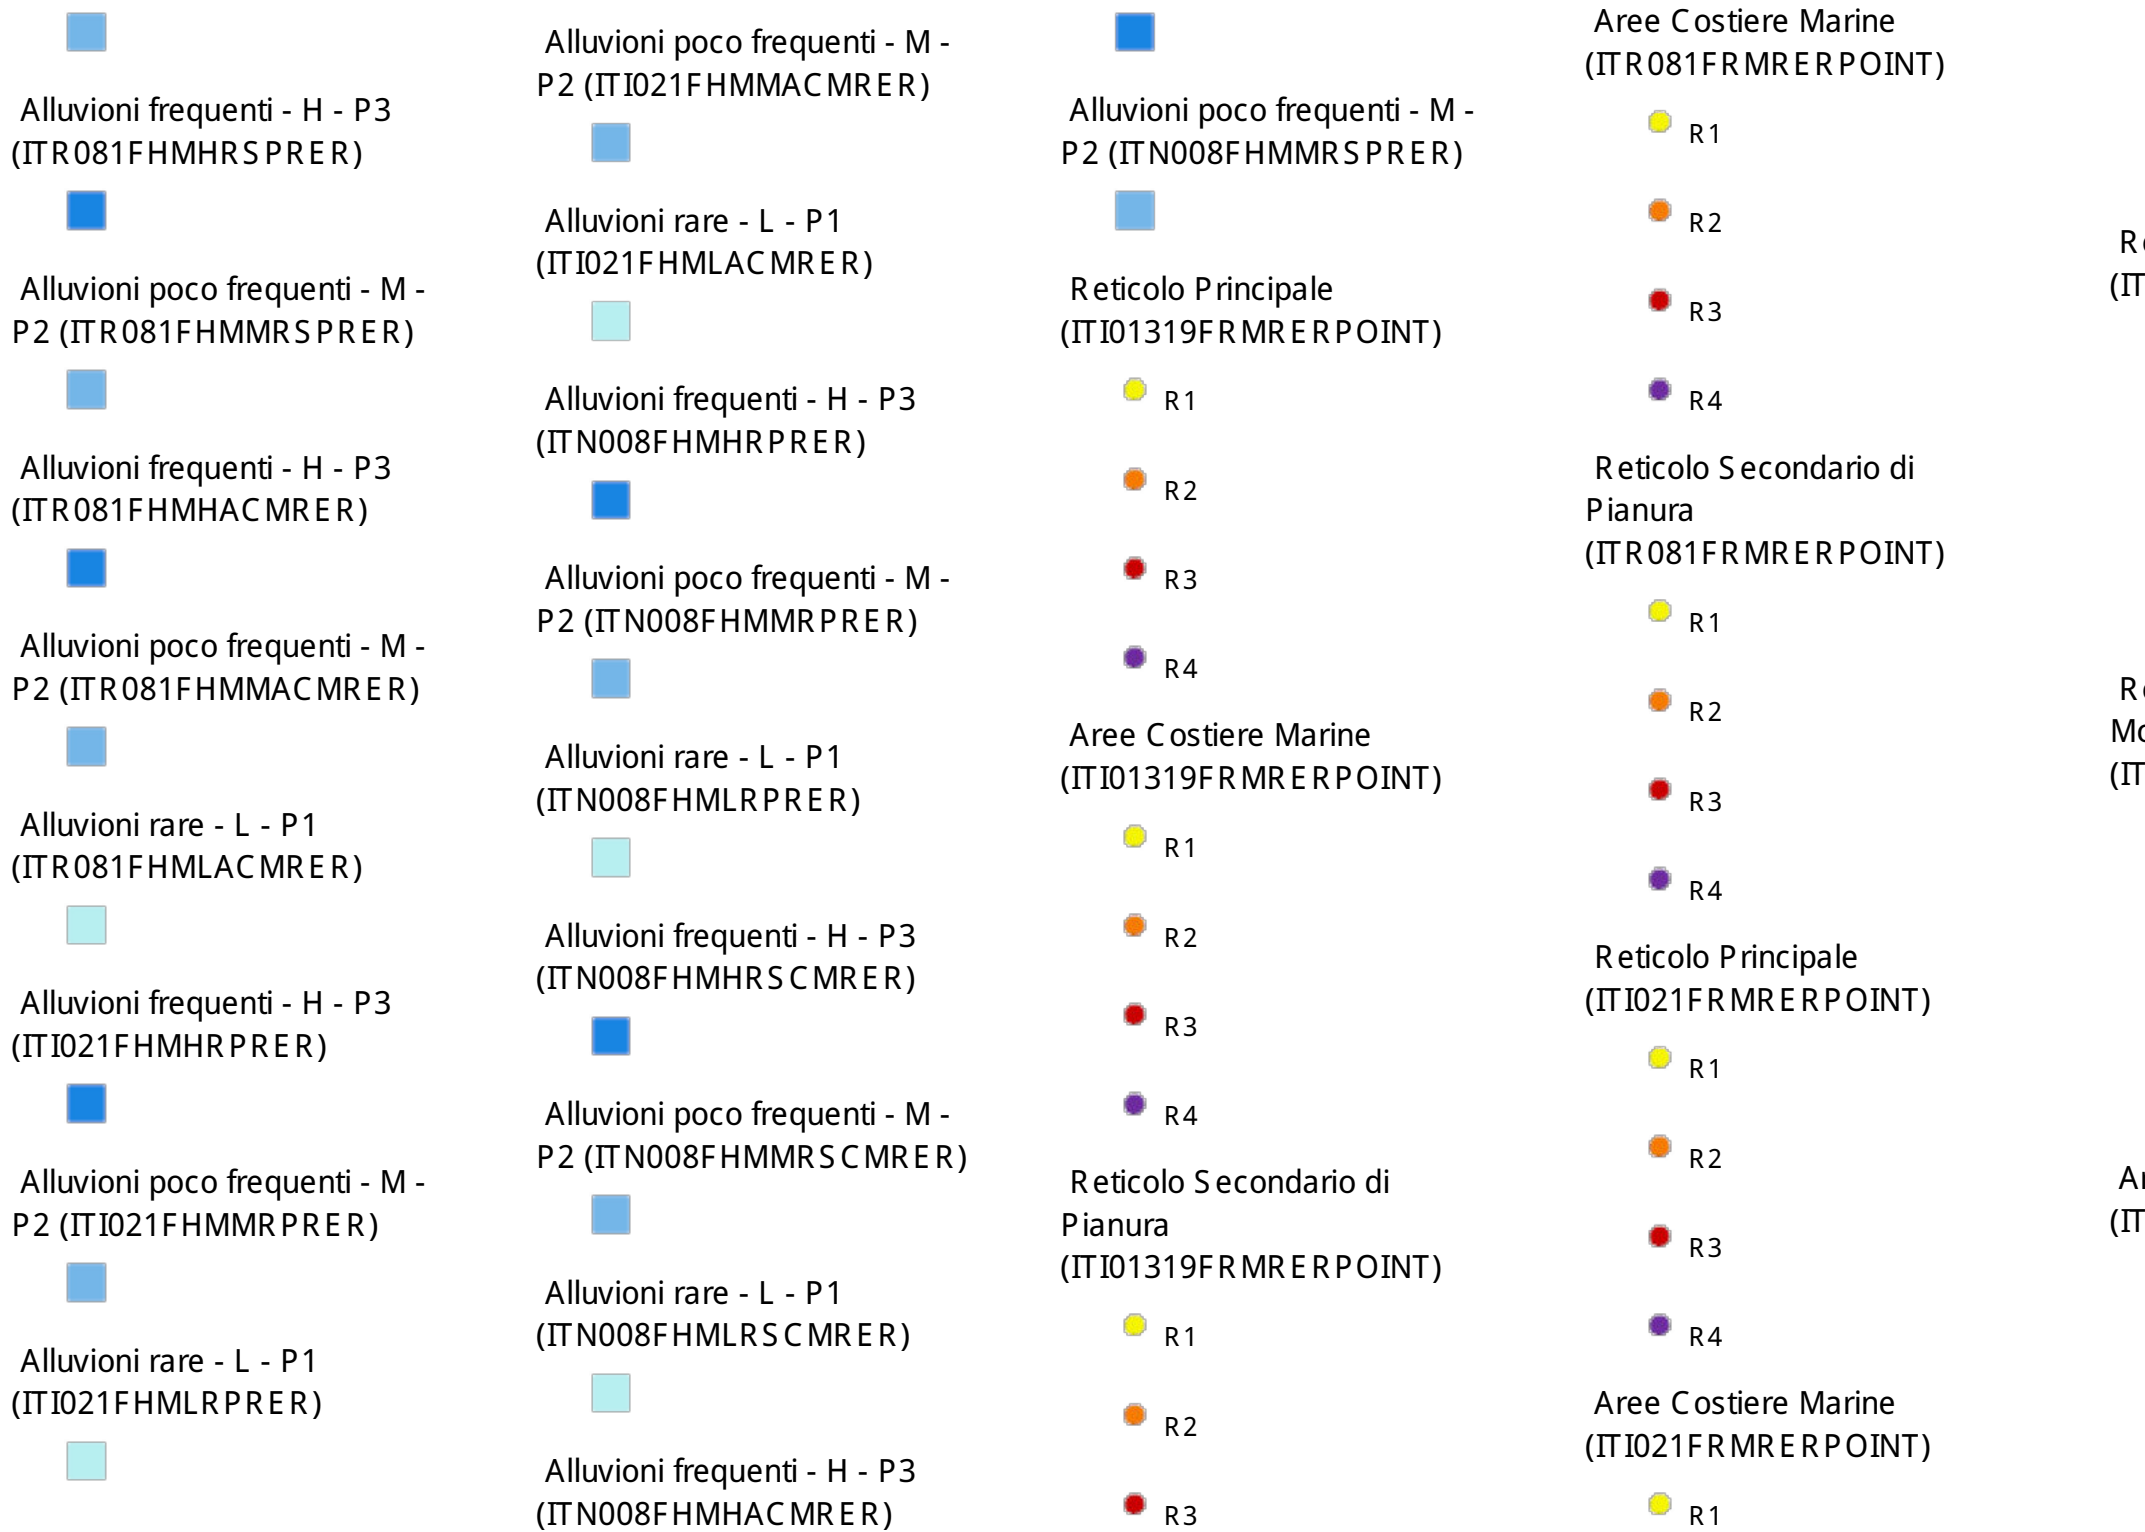 Alluvioni frequenti - H - P3
(ITR081FHMHRSPRER)
Alluvioni poco frequenti - M -
P2 (ITR081FHMMRSPRER)
Alluvioni frequenti - H - P3
(ITR081FHMHACMRER)
Alluvioni poco frequenti - M -
P2 (ITR081FHMMACMRER)
Alluvioni rare - L - P1
(ITR081FHMLACMRER)
Alluvioni frequenti - H - P3
(ITI021FHMHRPRER)
Alluvioni poco frequenti - M -
P2 (ITI021FHMMRPRER)
Alluvioni rare - L - P1
(ITI021FHMLRPRER)
Alluvioni poco frequenti - M -
P2 (ITI021FHMMACMRER)
Alluvioni rare - L - P1
(ITI021FHMLACMRER)
Alluvioni frequenti - H - P3
(ITN008FHMHRPRER)
Alluvioni poco frequenti - M -
P2 (ITN008FHMMRPRER)
Alluvioni rare - L - P1
(ITN008FHMLRPRER)
Alluvioni frequenti - H - P3
(ITN008FHMHRSCMRER)
Alluvioni poco frequenti - M -
P2 (ITN008FHMMRSCMRER)
Alluvioni rare - L - P1
(ITN008FHMLRSCMRER)
Alluvioni frequenti - H - P3
(ITN008FHMHACMRER)
Alluvioni poco frequenti - M -
P2 (ITN008FHMMRSPRER)
Reticolo Principale
(ITI01319FRMRERPOINT)
R1
R2
R3
R4
Aree Costiere Marine
(ITI01319FRMRERPOINT)
R1
R2
R3
R4
Reticolo Secondario di
Pianura
(ITI01319FRMRERPOINT)
R1
R2
R3
Aree Costiere Marine
(ITR081FRMRERPOINT)
R1
R2
R3
R4
Reticolo Secondario di
Pianura
(ITR081FRMRERPOINT)
R1
R2
R3
R4
Reticolo Principale
(ITI021FRMRERPOINT)
R1
R2
R3
R4
Aree Costiere Marine
(ITI021FRMRERPOINT)
R1